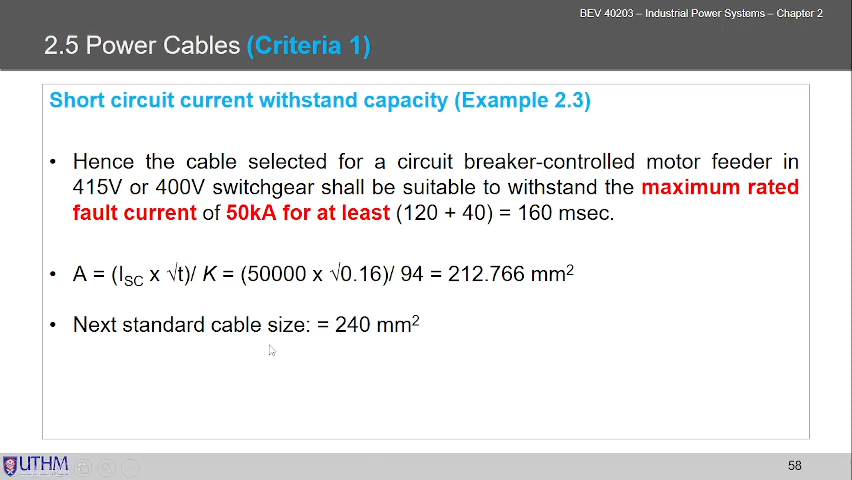 BEV 40203 – Industrial Power Systems – Chapter 2
2.5 Power Cables (Criteria 1)
Short circuit current withstand capacity (Example 2.3)
• Hence the cable selected for a circuit breaker-controlled motor feeder in
415V or 400V switchgear shall be suitable to withstand the maximum rated
fault current of 50kA for at least (120 + 40) = 160 msec.
• A = (I_SC x √t)/ K = (50000 x √0.16)/ 94 = 212.766 mm²
• Next standard cable size: = 240 mm²
UTHM
58